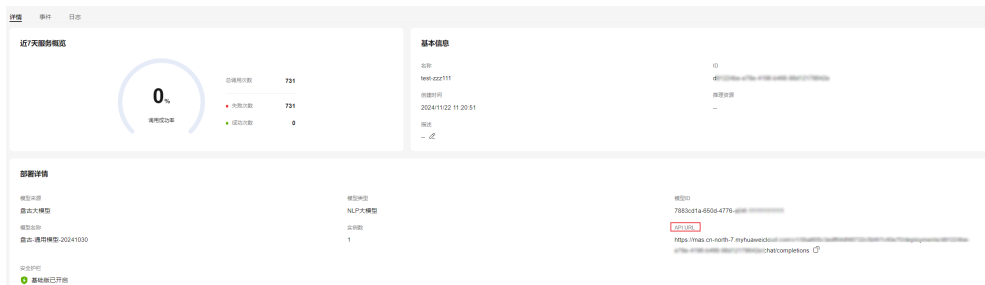 详情 事件 日志
近7天服务概览
0%
调用成功率
总调用次数 731
失败次数 731
成功次数 0
基本信息
名称
test-zzz111
ID
d
创建时间
2024/11/22 11:20:51
推理资源
--
描述
--
部署详情
模型来源
盘古大模型
模型类型
NLP大模型
模型ID
7883cd1a-650d-4776-
模型名称
盘古-通用模型-20241030
实例数
1
API URL
https://mas.cn-north-7.myhuaweiclo
chat/completions
安全护栏
基础版已开启